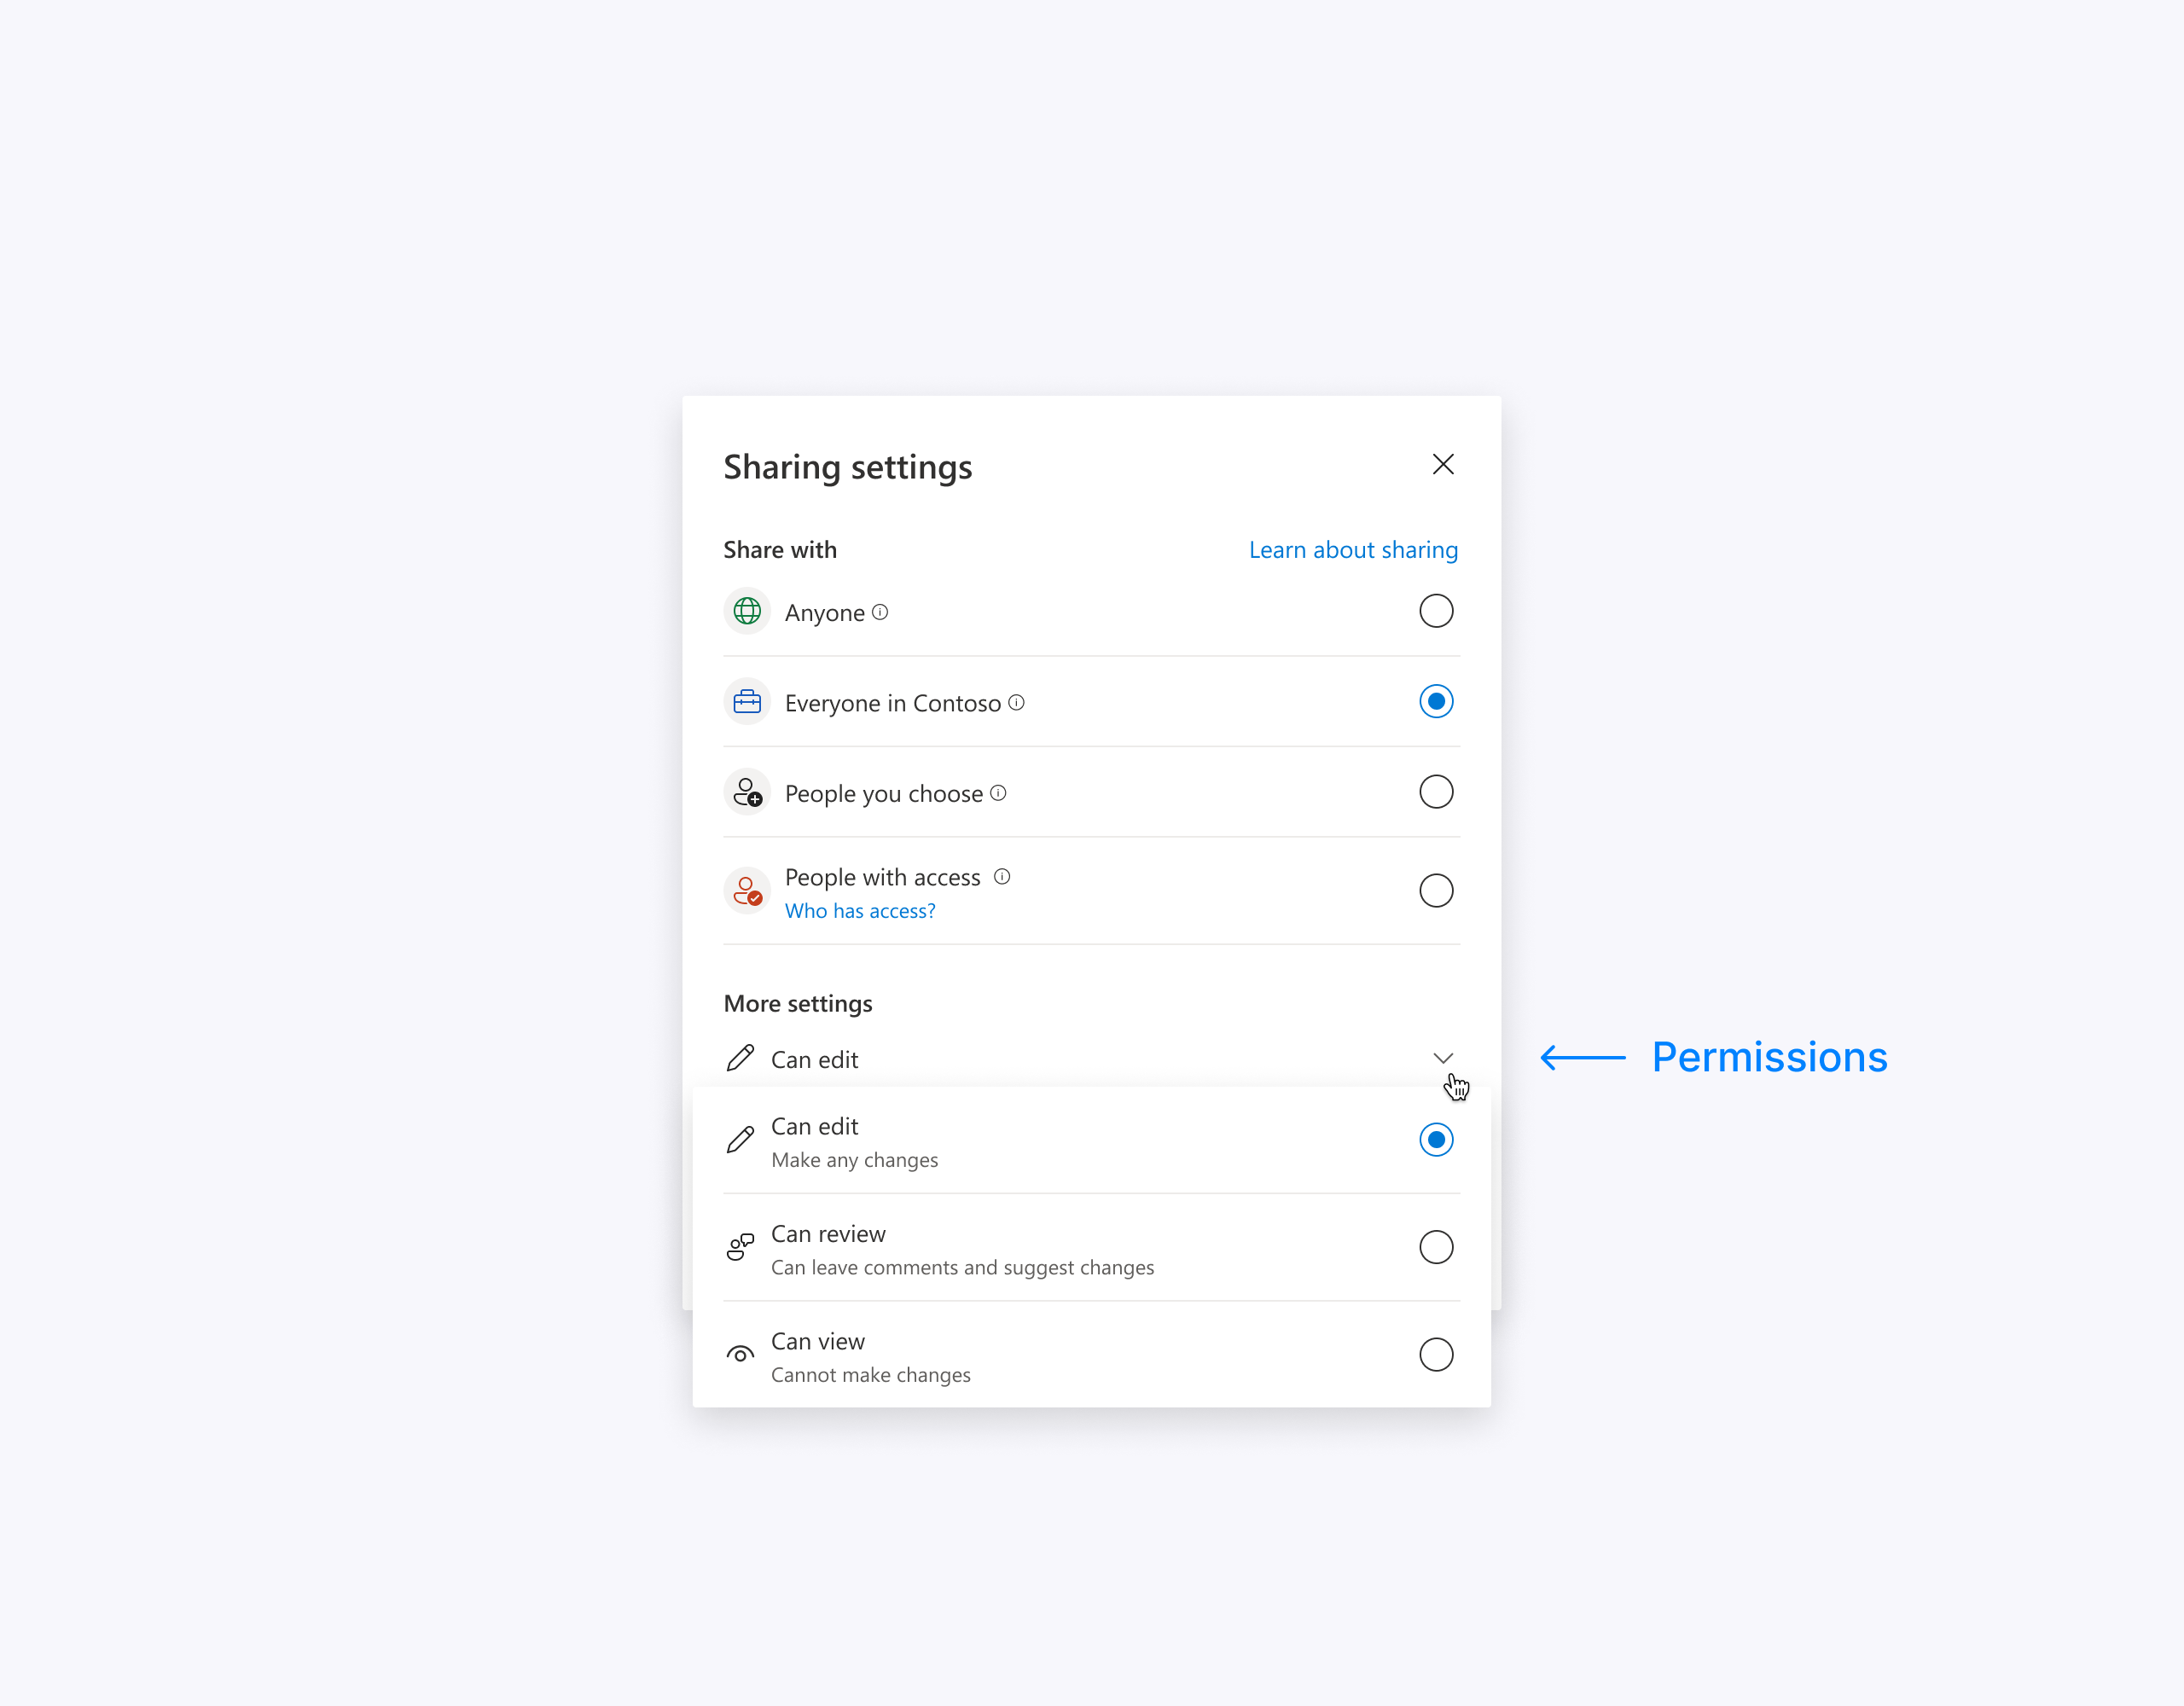 Sharing settings
Share with
Learn about sharing
Anyone
Everyone in Contoso
People you choose
People with access
Who has access?
More settings
Can edit
Permissions
Can edit
Make any changes
Can review
Can leave comments and suggest changes
Can view
Cannot make changes